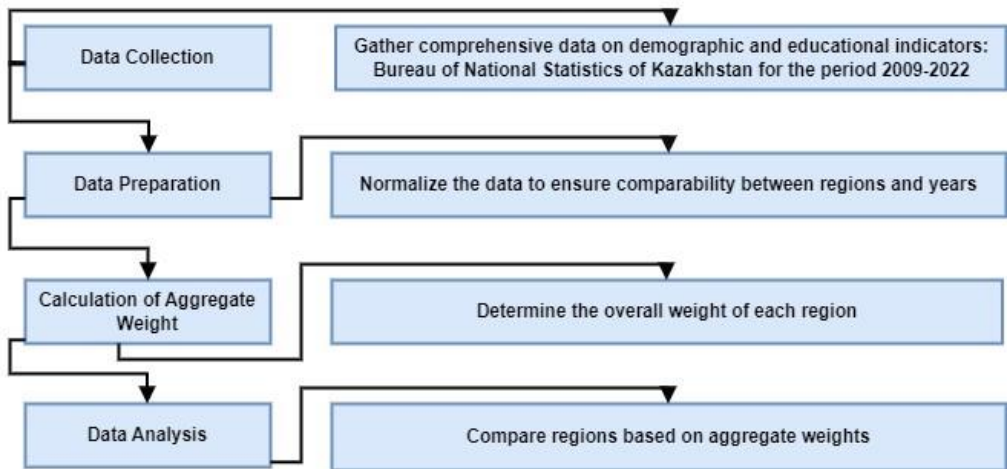 Data Collection
Gather comprehensive data on demographic and educational indicators:
Bureau of National Statistics of Kazakhstan for the period 2009-2022
Data Preparation
Normalize the data to ensure comparability between regions and years
Calculation of Aggregate
Weight
Determine the overall weight of each region
Data Analysis
Compare regions based on aggregate weights